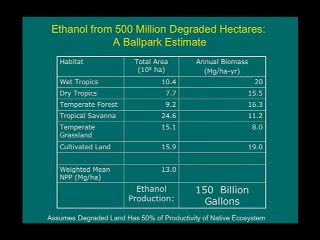 Ethanol from 500 Million Degraded Hectares:
A Ballpark Estimate
Habitat Total Area (10⁸ ha) Annual Biomass (Mg/ha-yr)
Wet Tropics 10.4 20
Dry Tropics 7.7 15.5
Temperate Forest 9.2 16.3
Tropical Savanna 24.6 11.2
Temperate Grassland 15.1 8.0
Cultivated Land 15.9 19.0
Weighted Mean NPP (Mg/ha) 13.0
Ethanol Production: 150 Billion Gallons
Assumes Degraded Land Has 50% of Productivity of Native Ecosystem